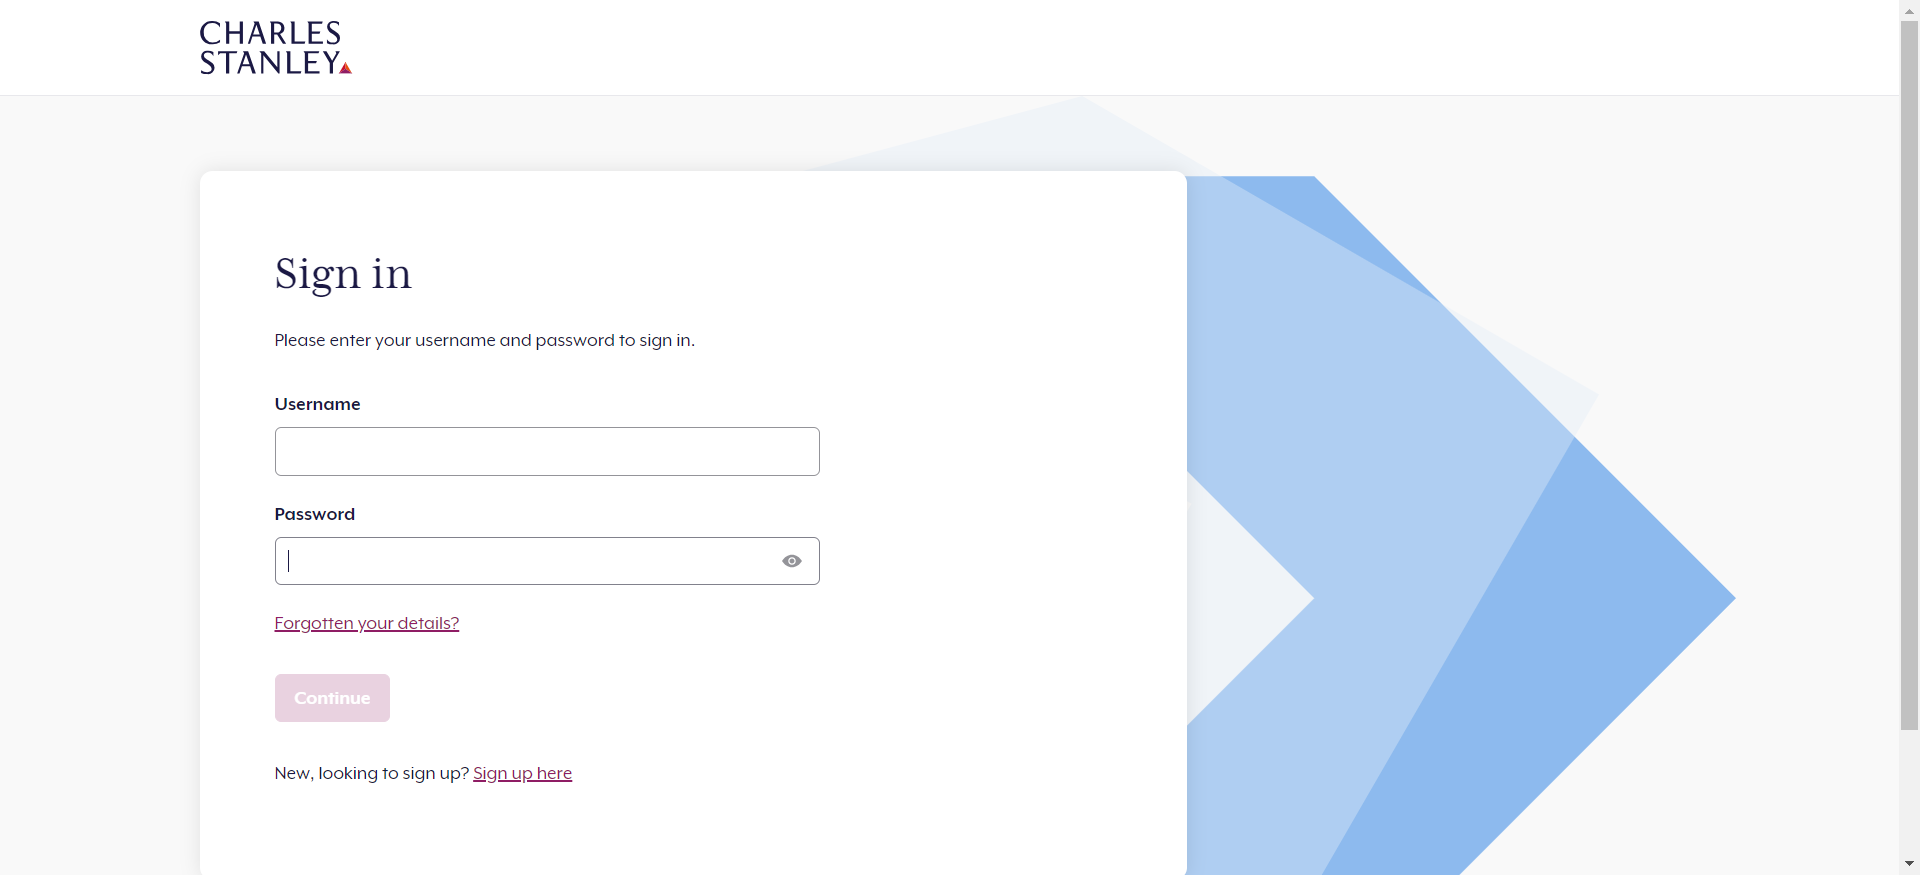 CHARLES
STANLEY
Sign in
Please enter your username and password to sign in.
Username
Password
Forgotten your details?
Continue
New, looking to sign up? Sign up here